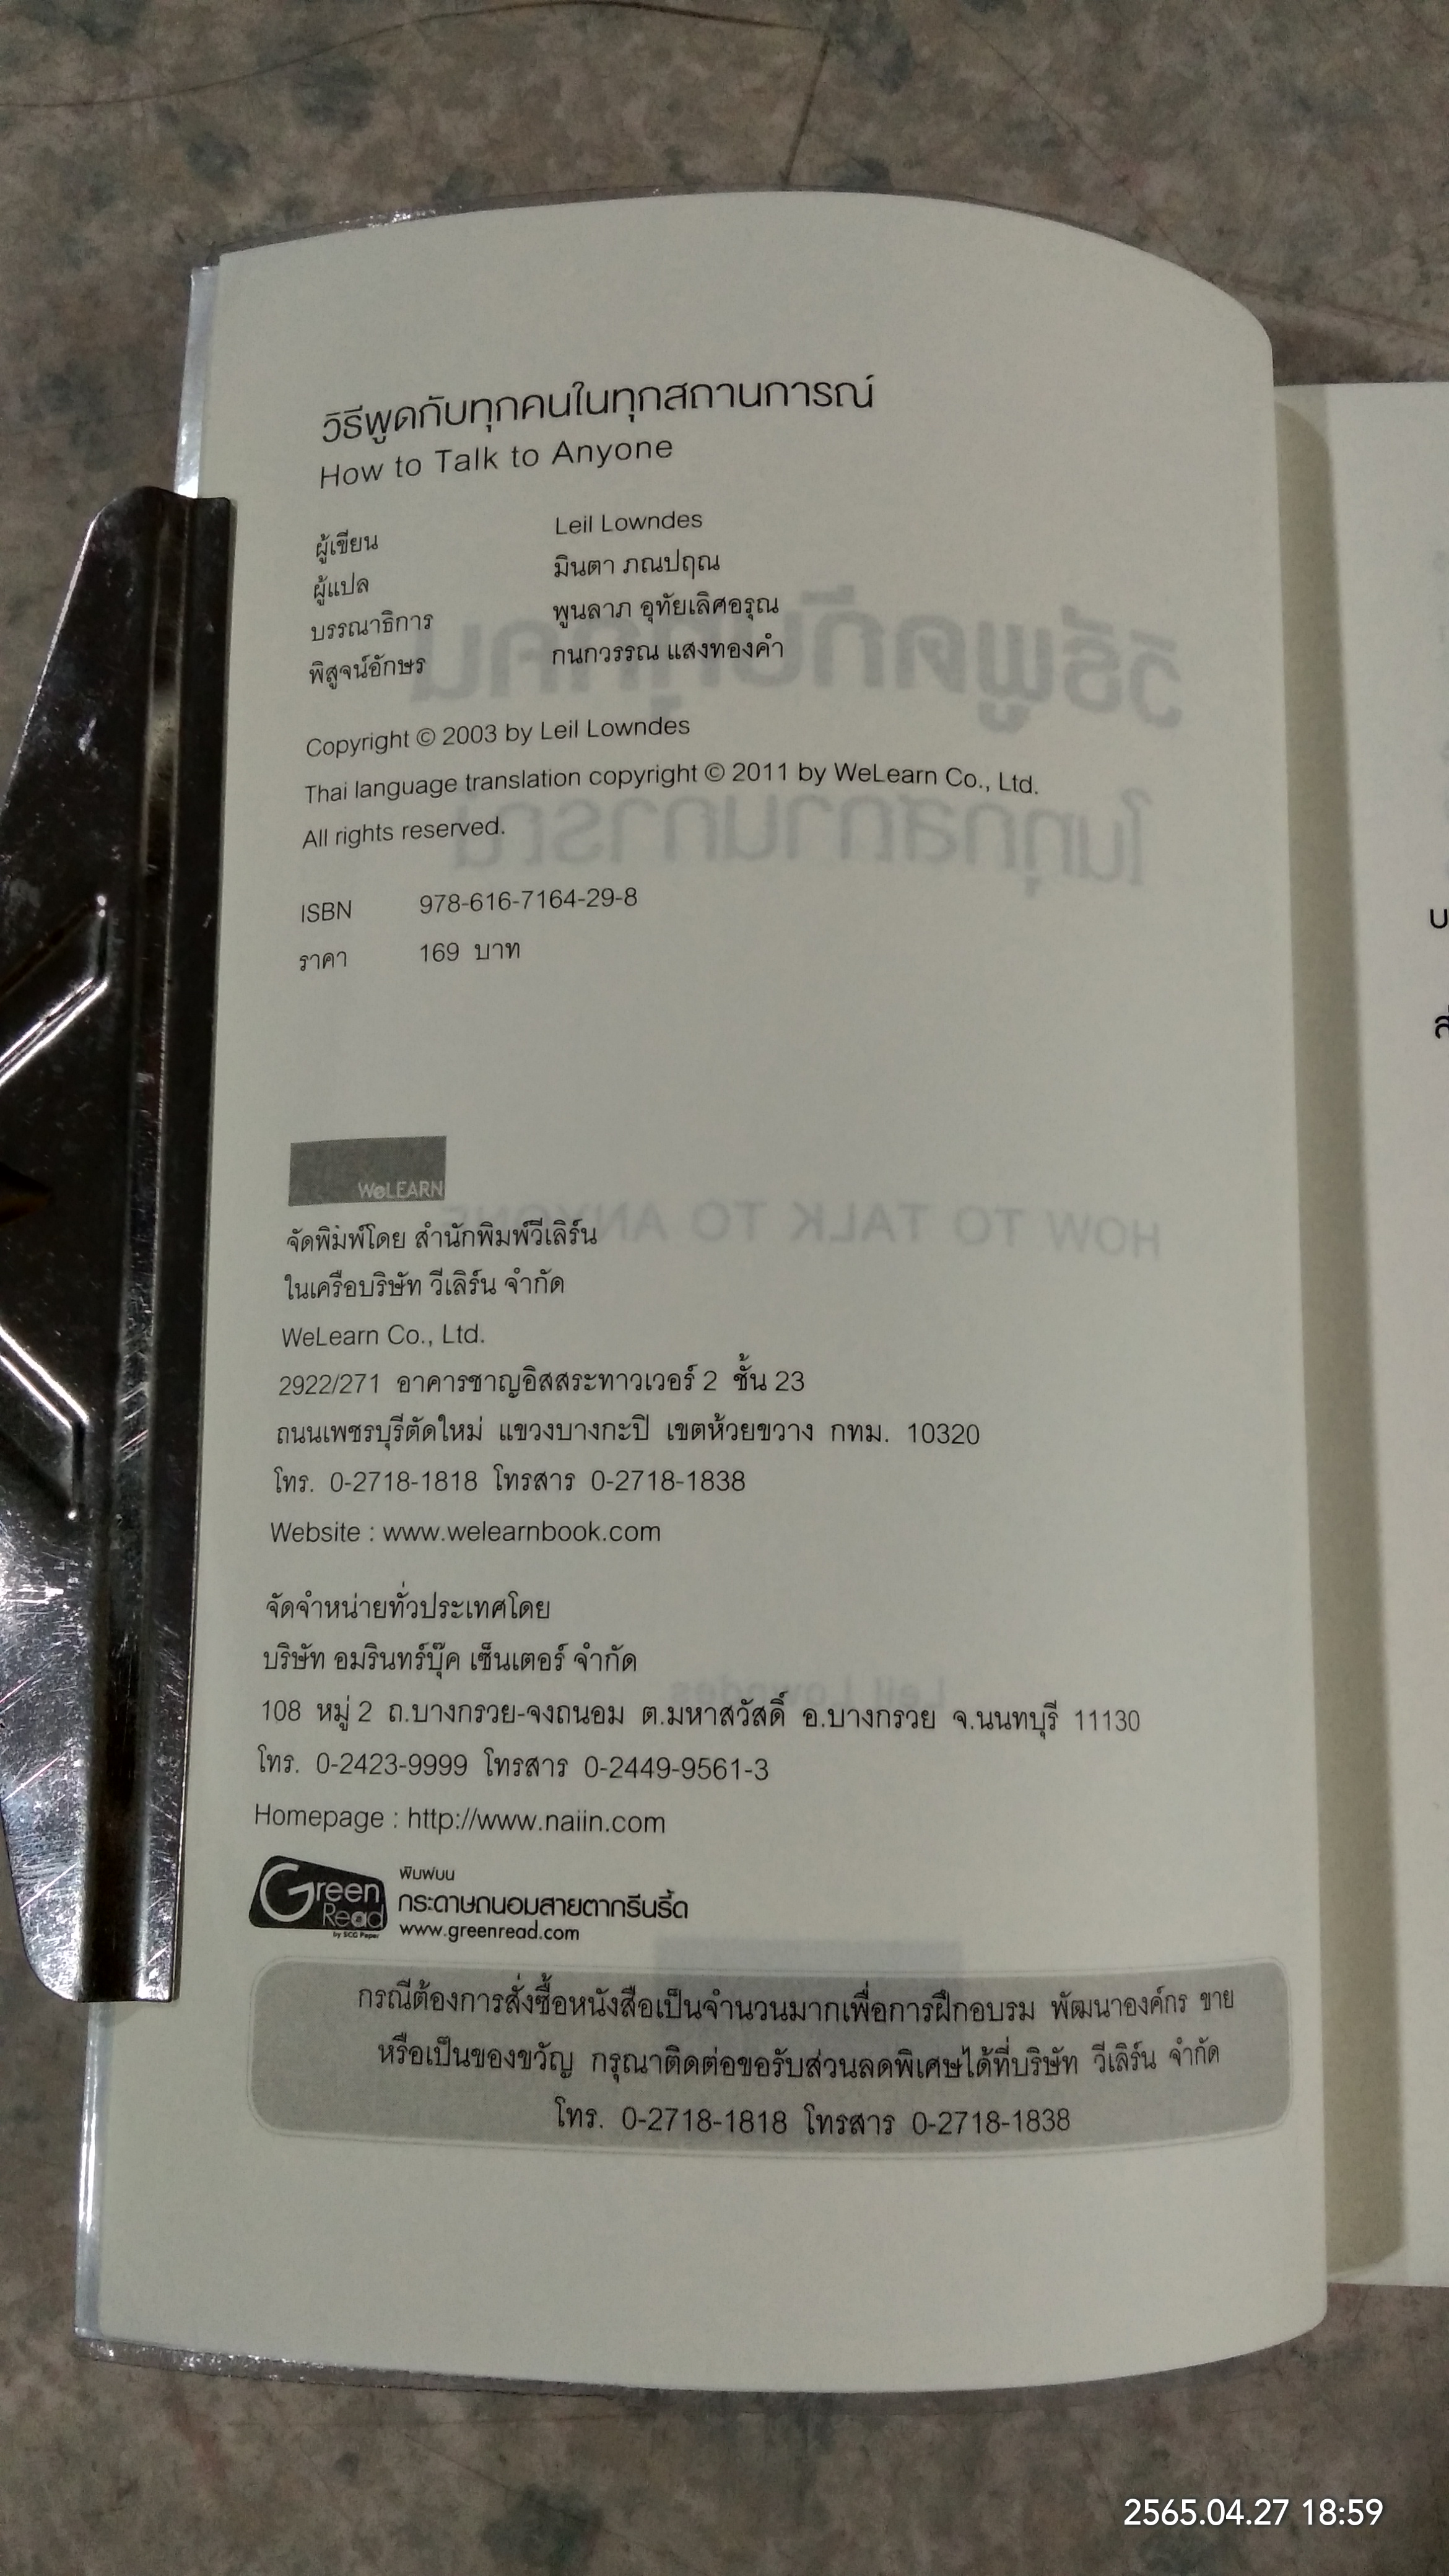 วิธีพูดกับทุกคนในทุกสถานการณ์
How to Talk to Anyone
ผู้เขียน Leil Lowndes
ผู้แปล มินตา ภณปฤณ
บรรณาธิการ พูนลาภ อุทัยเลิศอรุณ
พิสูจน์อักษร กนกวรรณ แสงทองคำ
Copyright © 2003 by Leil Lowndes
Thai language translation copyright © 2011 by WeLearn Co., Ltd.
All rights reserved.
ISBN 978-616-7164-29-8
ราคา 169 บาท
WeLEARN
จัดพิมพ์โดย สำนักพิมพ์วีเลิร์น
ในเครือบริษัท วีเลิร์น จำกัด
WeLearn Co., Ltd.
2922/271 อาคารชาญอิสสระทาวเวอร์ 2 ชั้น 23
ถนนเพชรบุรีตัดใหม่ แขวงบางกะปิ เขตห้วยขวาง กทม. 10320
โทร. 0-2718-1818 โทรสาร 0-2718-1838
Website : www.welearnbook.com
จัดจำหน่ายทั่วประเทศโดย
บริษัท อมรินทร์บุ๊ค เซ็นเตอร์ จำกัด
108 หมู่ 2 ถ.บางกรวย-จงถนอม ต.มหาสวัสดิ์ อ.บางกรวย จ.นนทบุรี 11130
โทร. 0-2423-9999 โทรสาร 0-2449-9561-3
Homepage : http://www.naiin.com
Green Read
by SCG Paper
พิมพ์บน
กระดาษถนอมสายตากรีนรี้ด
www.greenread.com
กรณีต้องการสั่งซื้อหนังสือเป็นจำนวนมากเพื่อการฝึกอบรม พัฒนาองค์กร ขาย
หรือเป็นของขวัญ กรุณาติดต่อขอรับส่วนลดพิเศษได้ที่บริษัท วีเลิร์น จำกัด
โทร. 0-2718-1818 โทรสาร 0-2718-1838
2565.04.27 18:59